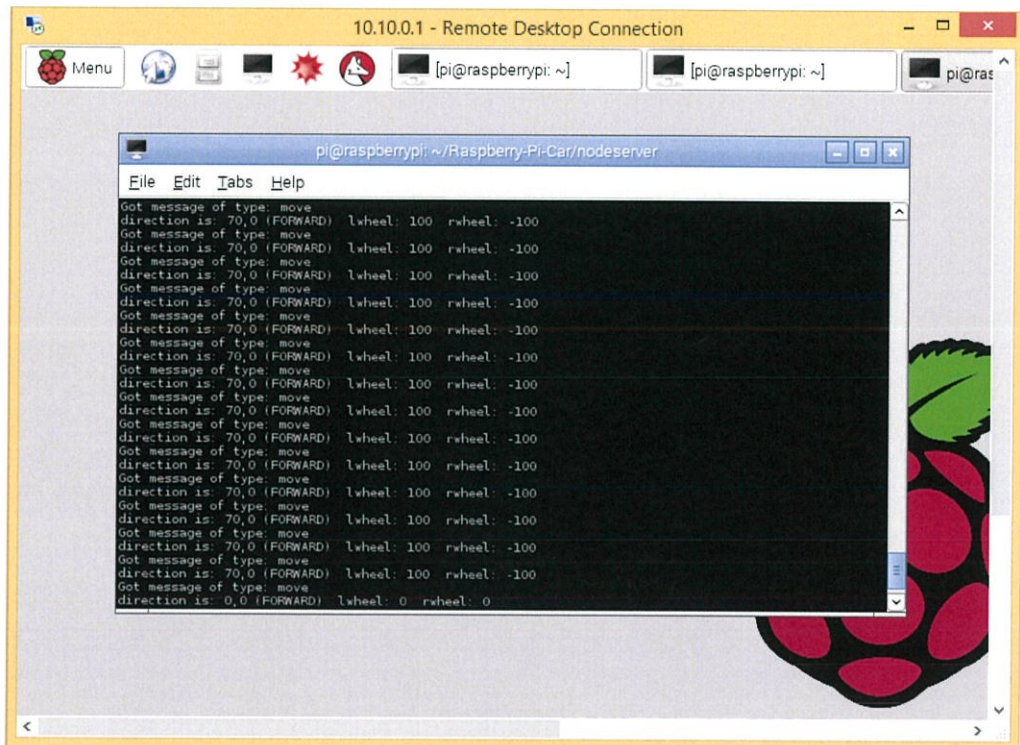 10.10.0.1 - Remote Desktop Connection
Menu
[pi@raspberrypi: ~]
[pi@raspberrypi: ~]
pi@ras
pi@raspberrypi: ~/Raspberry-Pi-Car/nodeserver
File Edit Tabs Help
Got message of type: move
direction is: 70,0 (FORWARD) lwheel: 100 rwheel: -100
Got message of type: move
direction is: 70,0 (FORWARD) lwheel: 100 rwheel: -100
Got message of type: move
direction is: 70,0 (FORWARD) lwheel: 100 rwheel: -100
Got message of type: move
direction is: 70,0 (FORWARD) lwheel: 100 rwheel: -100
Got message of type: move
direction is: 70,0 (FORWARD) lwheel: 100 rwheel: -100
Got message of type: move
direction is: 70,0 (FORWARD) lwheel: 100 rwheel: -100
Got message of type: move
direction is: 70,0 (FORWARD) lwheel: 100 rwheel: -100
Got message of type: move
direction is: 70,0 (FORWARD) lwheel: 100 rwheel: -100
Got message of type: move
direction is: 70,0 (FORWARD) lwheel: 100 rwheel: -100
Got message of type: move
direction is: 70,0 (FORWARD) lwheel: 100 rwheel: -100
Got message of type: move
direction is: 70,0 (FORWARD) lwheel: 100 rwheel: -100
Got message of type: move
direction is: 70,0 (FORWARD) lwheel: 100 rwheel: -100
Got message of type: move
direction is: 70,0 (FORWARD) lwheel: 100 rwheel: -100
Got message of type: move
direction is: 70,0 (FORWARD) lwheel: 100 rwheel: -100
Got message of type: move
direction is: 0,0 (FORWARD) lwheel: 0 rwheel: 0